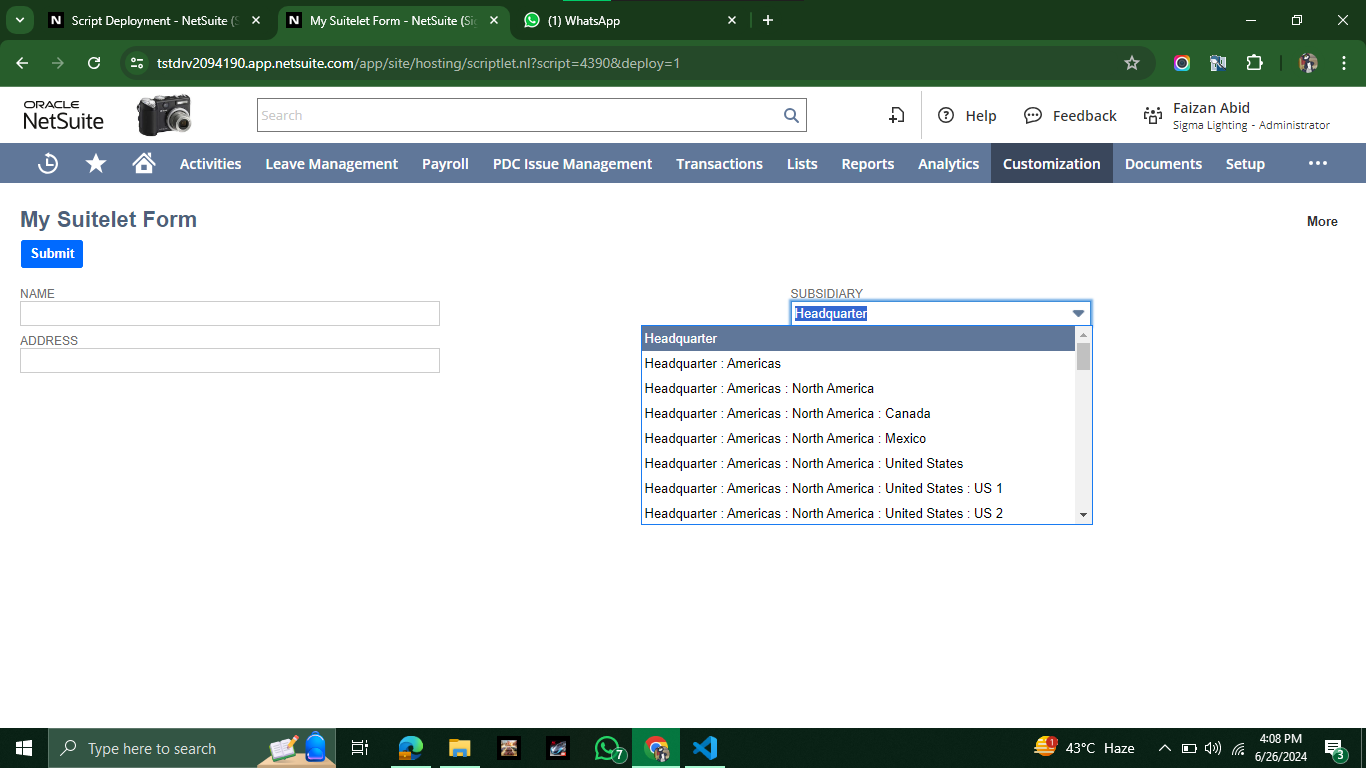 Script Deployment - NetSuite (S
My Suitelet Form - NetSuite (Sig
(1) WhatsApp
tstdrv2094190.app.netsuite.com/app/site/hosting/scriptlet.nl?script=4390&deploy=1
ORACLE
NetSuite
Search
Help
Feedback
Faizan Abid
Sigma Lighting - Administrator
Activities
Leave Management
Payroll
PDC Issue Management
Transactions
Lists
Reports
Analytics
Customization
Documents
Setup
My Suitelet Form
More
Submit
NAME
SUBSIDIARY
Headquarter
ADDRESS
Headquarter
Headquarter : Americas
Headquarter : Americas : North America
Headquarter : Americas : North America : Canada
Headquarter : Americas : North America : Mexico
Headquarter : Americas : North America : United States
Headquarter : Americas : North America : United States : US 1
Headquarter : Americas : North America : United States : US 2
Type here to search
7
1
43°C Haze
4:08 PM
6/26/2024
3